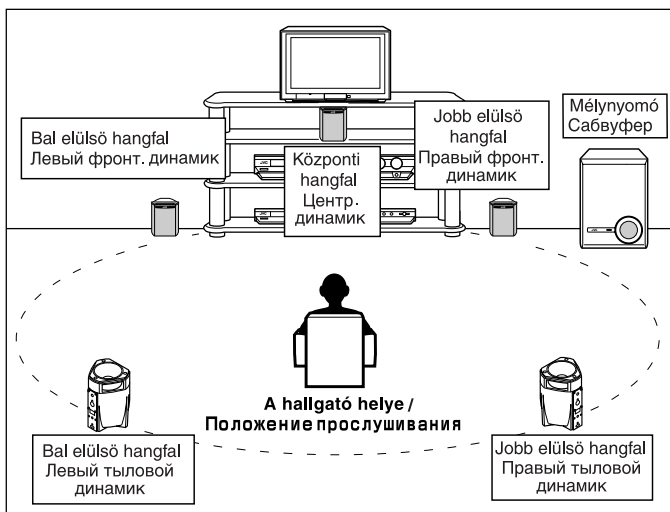 Bal elülsö hangfal
Левый фронт. динамик
Központi
hangfal
Центр.
динамик
Jobb elülsö
hangfal
Правый фронт.
динамик
Mélynyomó
Сабвуфер
A hallgató helye /
Положение прослушивания
Bal elülsö hangfal
Левый тыловой
динамик
Jobb elülsö hangfal
Правый тыловой
динамик